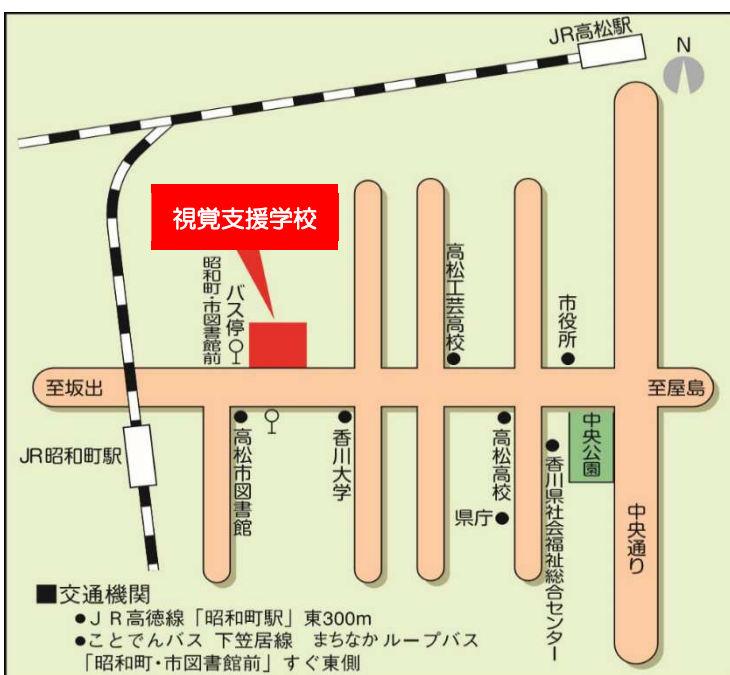 JR高松駅
N
視覚支援学校
昭和町・市図書館前
バス停
高松工芸高校
市役所
至坂出
至屋島
JR昭和町駅
高松市図書館
香川大学
高松高校
県庁
香川県社会福祉総合センター
中央公園
中央通り
■交通機関
●JR高徳線「昭和町駅」東300m
●ことでんバス 下笠居線 まちなかループバス
「昭和町・市図書館前」すぐ東側